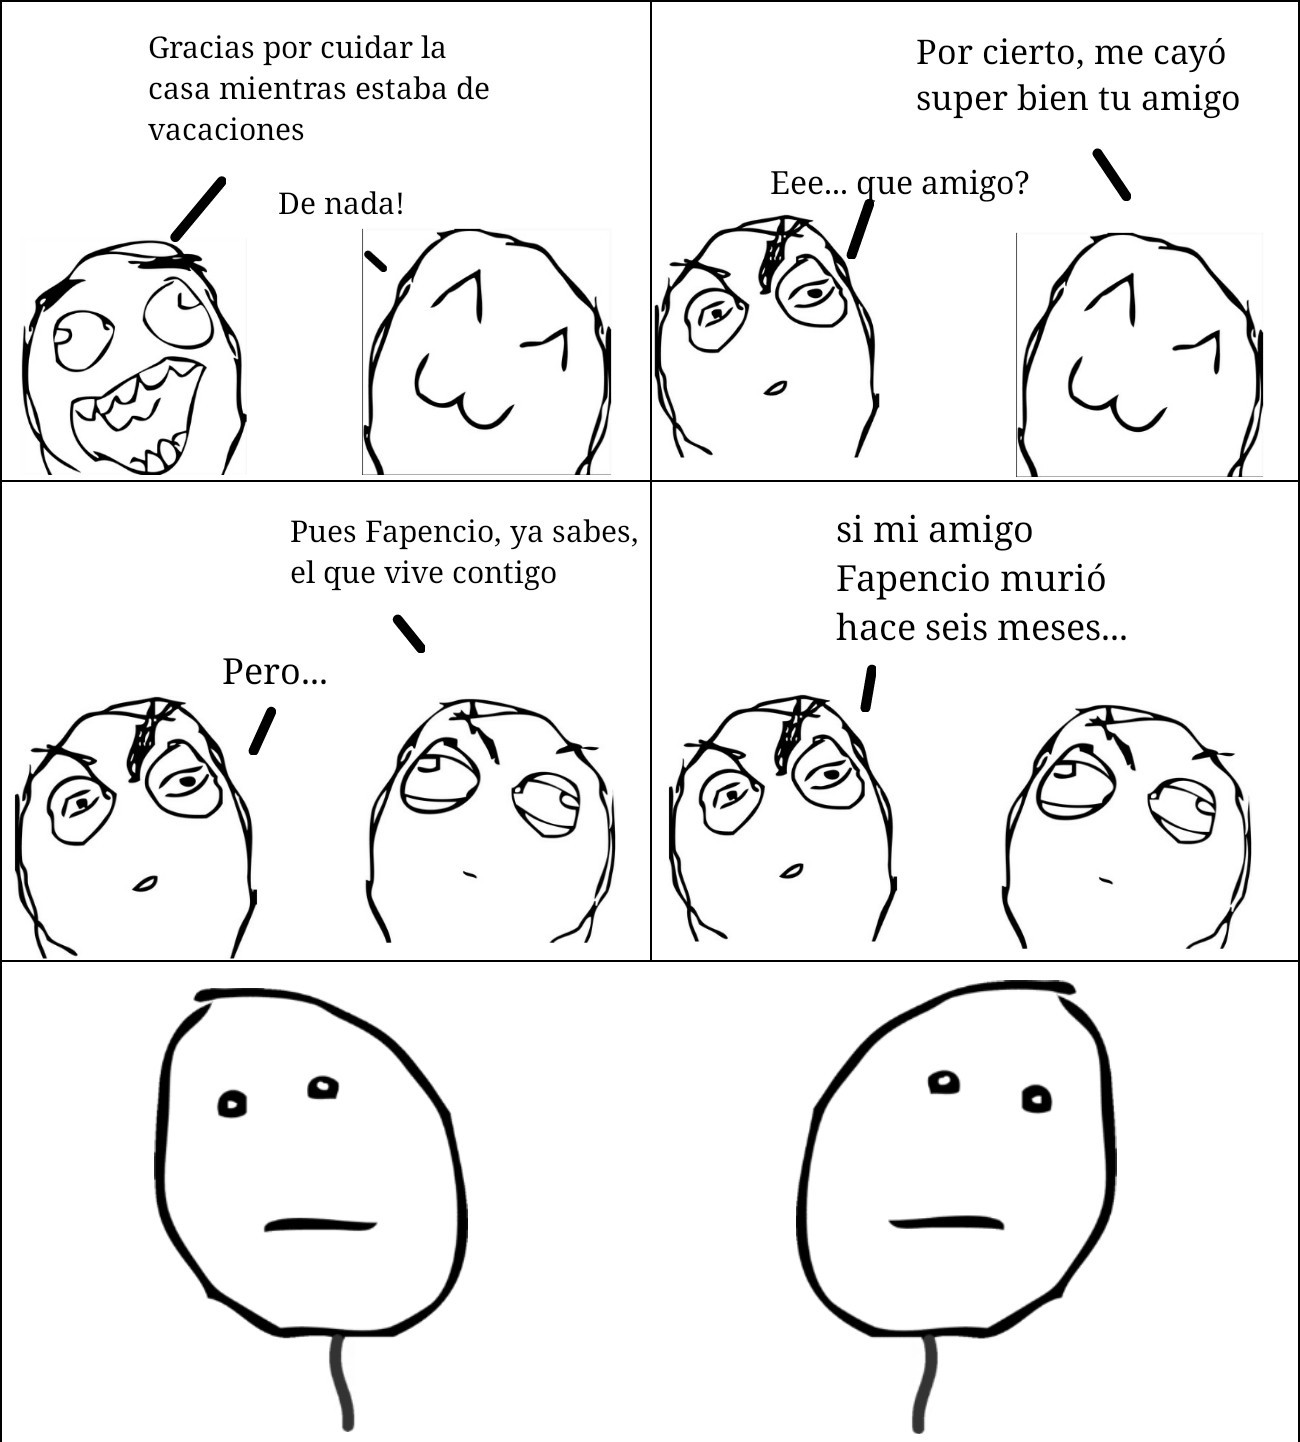 Gracias por cuidar la
casa mientras estaba de
vacaciones
De nada!
Por cierto, me cayó
super bien tu amigo
Eee... que amigo?
Pues Fapencio, ya sabes,
el que vive contigo
Pero...
si mi amigo
Fapencio murió
hace seis meses...